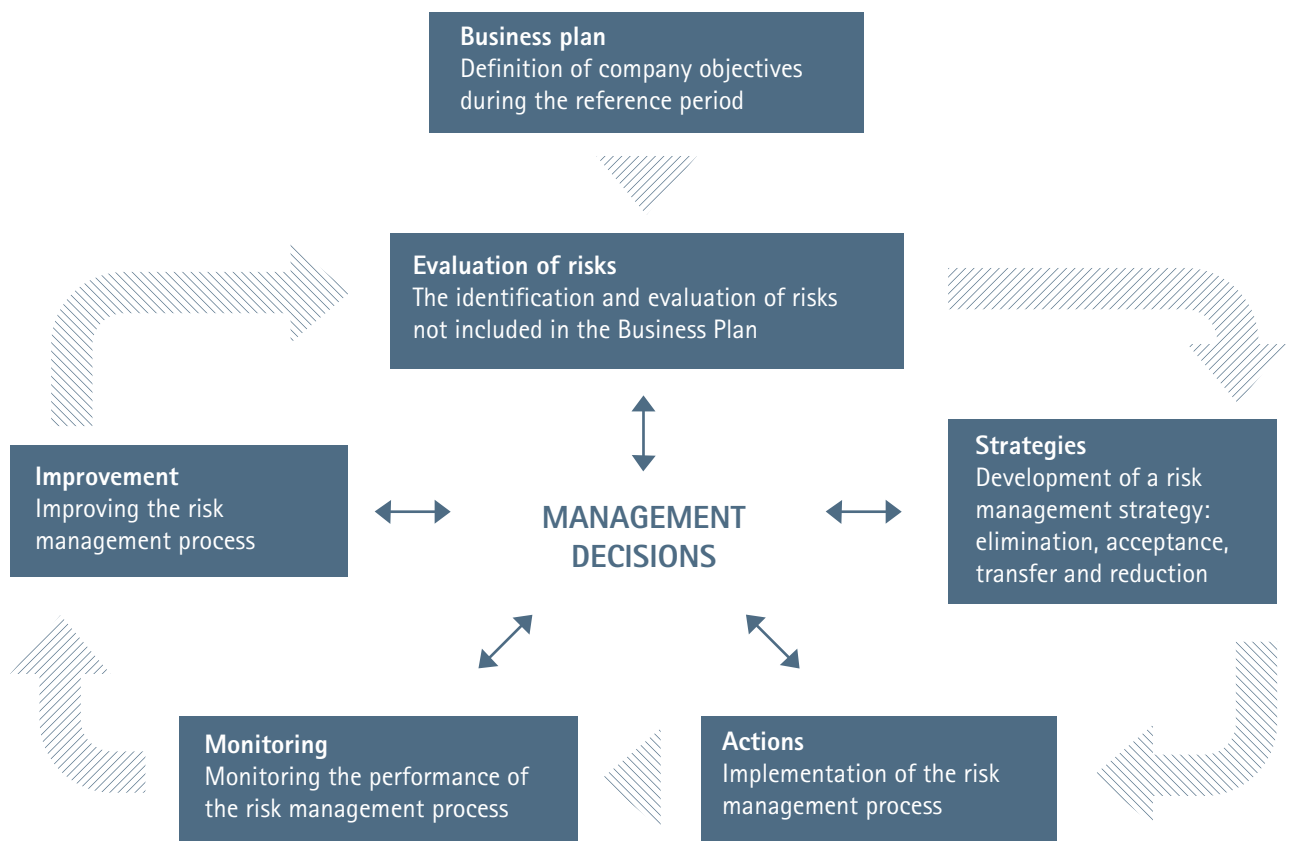 Business plan
Definition of company objectives
during the reference period
Evaluation of risks
The identification and evaluation of risks
not included in the Business Plan
Strategies
Development of a risk
management strategy:
elimination, acceptance,
transfer and reduction
Improvement
Improving the risk
management process
MANAGEMENT
DECISIONS
Monitoring
Monitoring the performance of
the risk management process
Actions
Implementation of the risk
management process